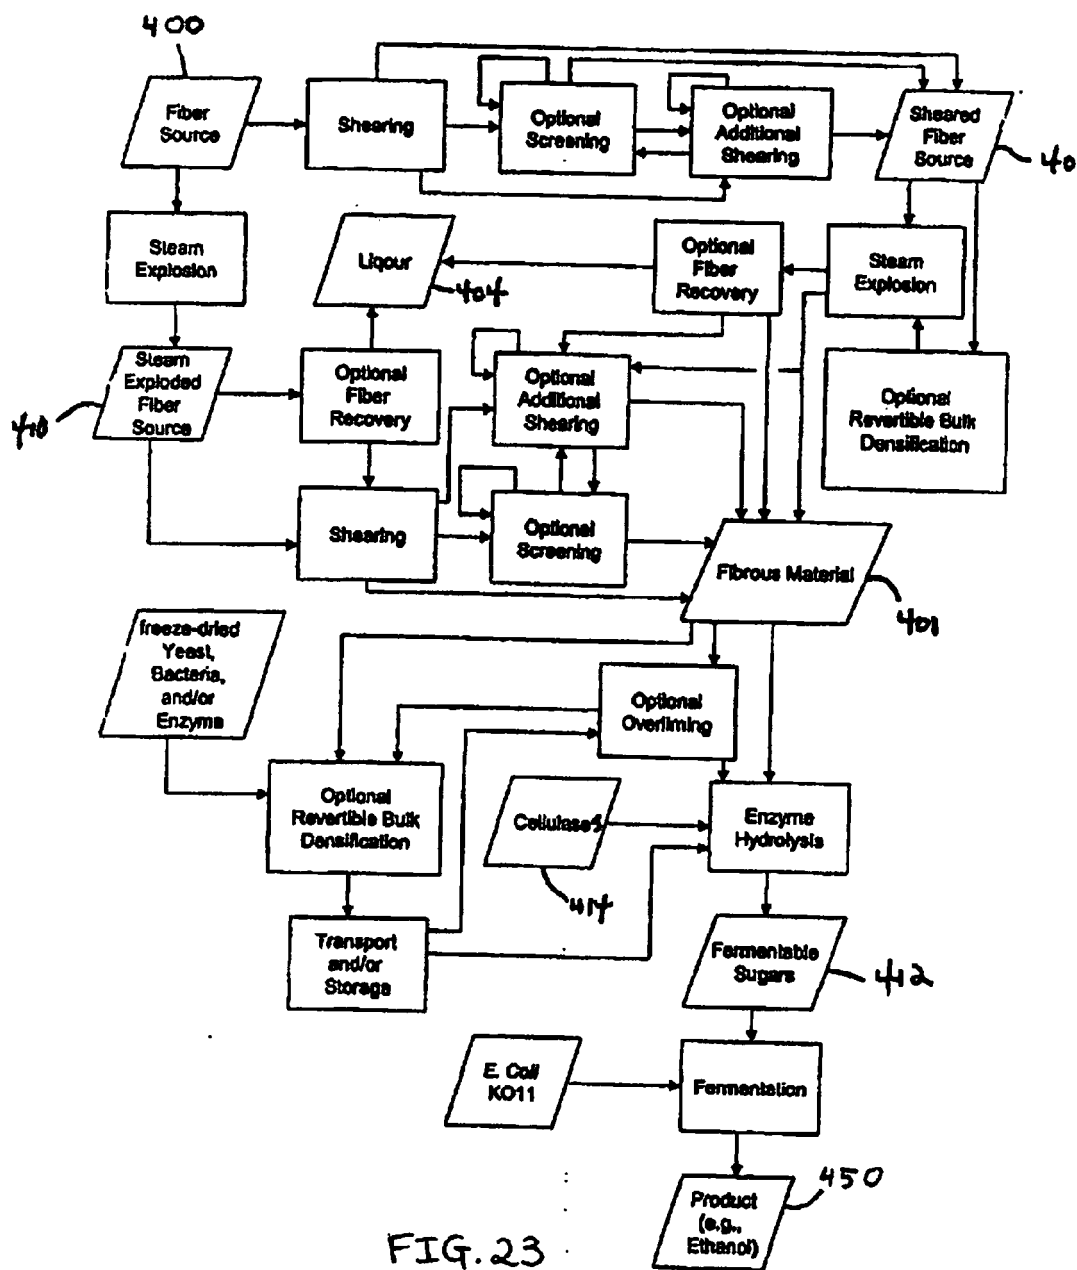 400
Fiber
Source
Shearing
Optional
Screening
Optional
Additional
Shearing
Sheared
Fiber
Source
40
Steam
Explosion
Liqour
404
Optional
Fiber
Recovery
Steam
Explosion
Steam
Exploded
Fiber
Source
410
Optional
Fiber
Recovery
Optional
Additional
Shearing
Optional
Revertible Bulk
Densification
Shearing
Optional
Screening
Fibrous Material
401
freeze-dried
Yeast,
Bacteria,
and/or
Enzyme
Optional
Overliming
Optional
Revertible Bulk
Densification
Cellulases
414
Enzyme
Hydrolysis
Transport
and/or
Storage
Fermentable
Sugars
412
E. Coli
KO11
Fermentation
Product
(e.g.,
Ethanol)
450
FIG.23